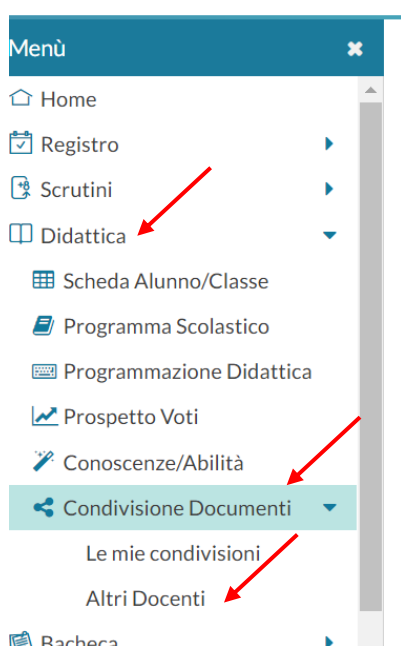 Menù
Home
Registro
Scrutini
Didattica
Scheda Alunno/Classe
Programma Scolastico
Programmazione Didattica
Prospetto Voti
Conoscenze/Abilità
Condivisione Documenti
Le mie condivisioni
Altri Docenti
Bacheca